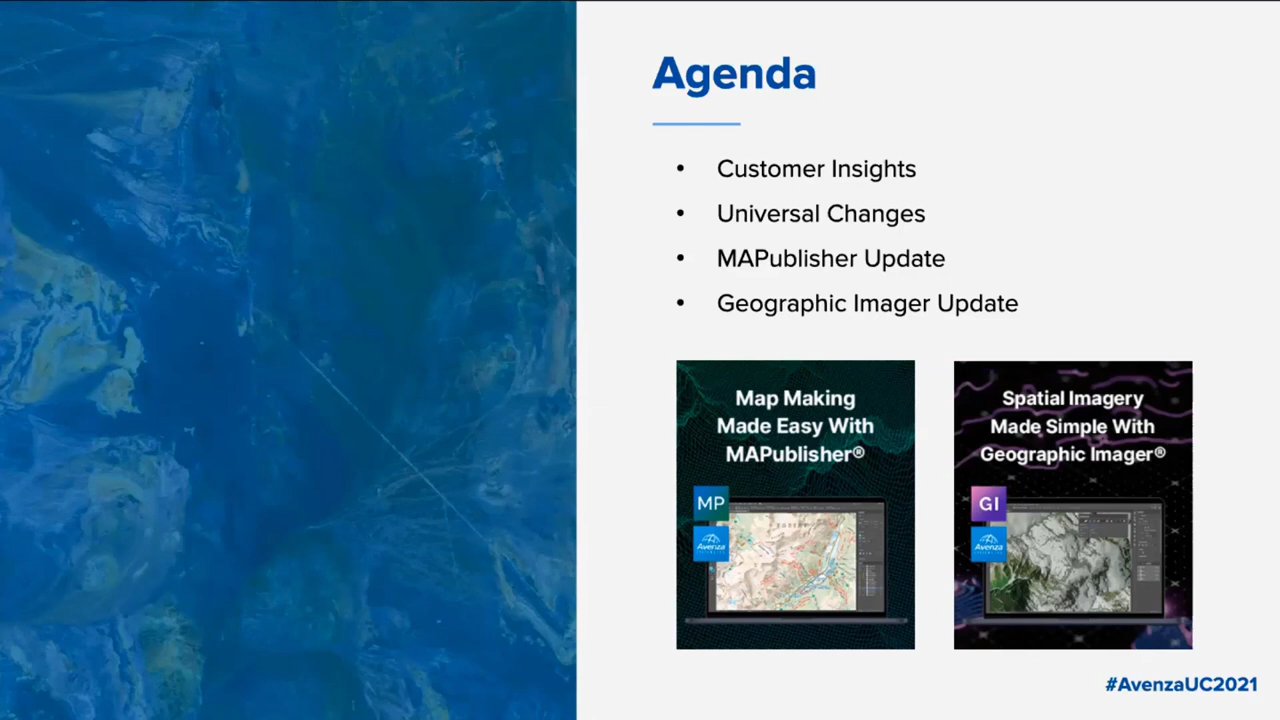 Agenda
• Customer Insights
• Universal Changes
• MAPublisher Update
• Geographic Imager Update
Map Making
Made Easy With
MAPublisher®
MP
Avenza
Spatial Imagery
Made Simple With
Geographic Imager®
GI
Avenza
#AvenzaUC2021